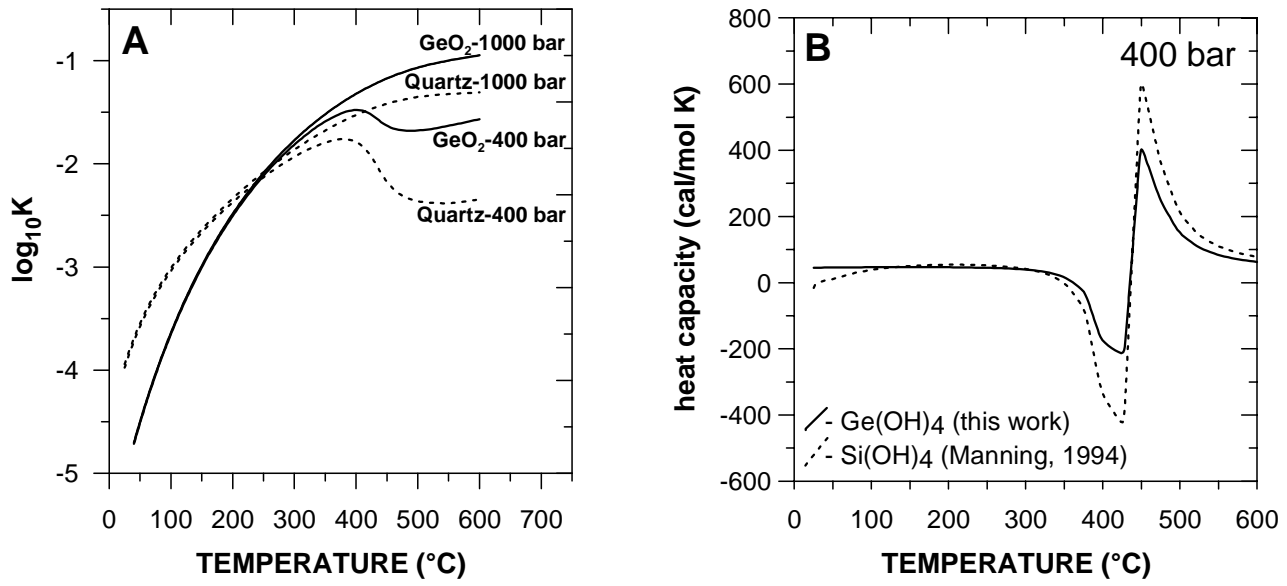 A
GeO2-1000 bar
-1
Quartz-1000 bar
GeO2-400 bar
-2
Quartz-400 bar
-3
-4
-5
log10K
0 100 200 300 400 500 600 700
TEMPERATURE (°C)
B
400 bar
800
600
400
200
0
-200
-400
-600
heat capacity (cal/mol K)
Ge(OH)4 (this work)
Si(OH)4 (Manning, 1994)
0 100 200 300 400 500 600
TEMPERATURE (°C)